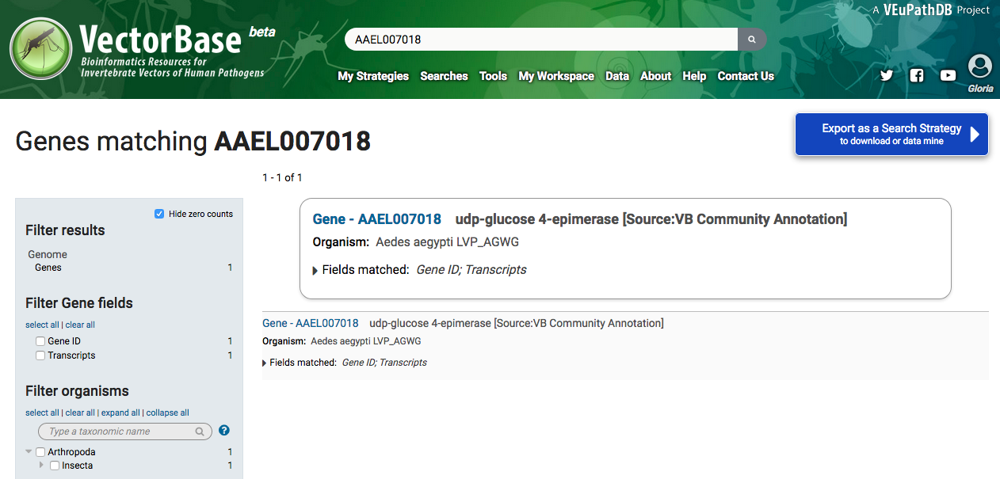 A VEuPathDB Project
VectorBase beta
Bioinformatics Resources for
Invertebrate Vectors of Human Pathogens
AAEL007018
My Strategies Searches Tools My Workspace Data About Help Contact Us
Gloria
Genes matching AAEL007018
Export as a Search Strategy
to download or data mine
1 - 1 of 1
Hide zero counts
Filter results
Genome
Genes 1
Filter Gene fields
select all | clear all
Gene ID 1
Transcripts 1
Filter organisms
select all | clear all | expand all | collapse all
Type a taxonomic name
?
Arthropoda 1
Insecta 1
Gene - AAEL007018 udp-glucose 4-epimerase [Source:VB Community Annotation]
Organism: Aedes aegypti LVP_AGWG
Fields matched: Gene ID; Transcripts
Gene - AAEL007018 udp-glucose 4-epimerase [Source:VB Community Annotation]
Organism: Aedes aegypti LVP_AGWG
Fields matched: Gene ID; Transcripts